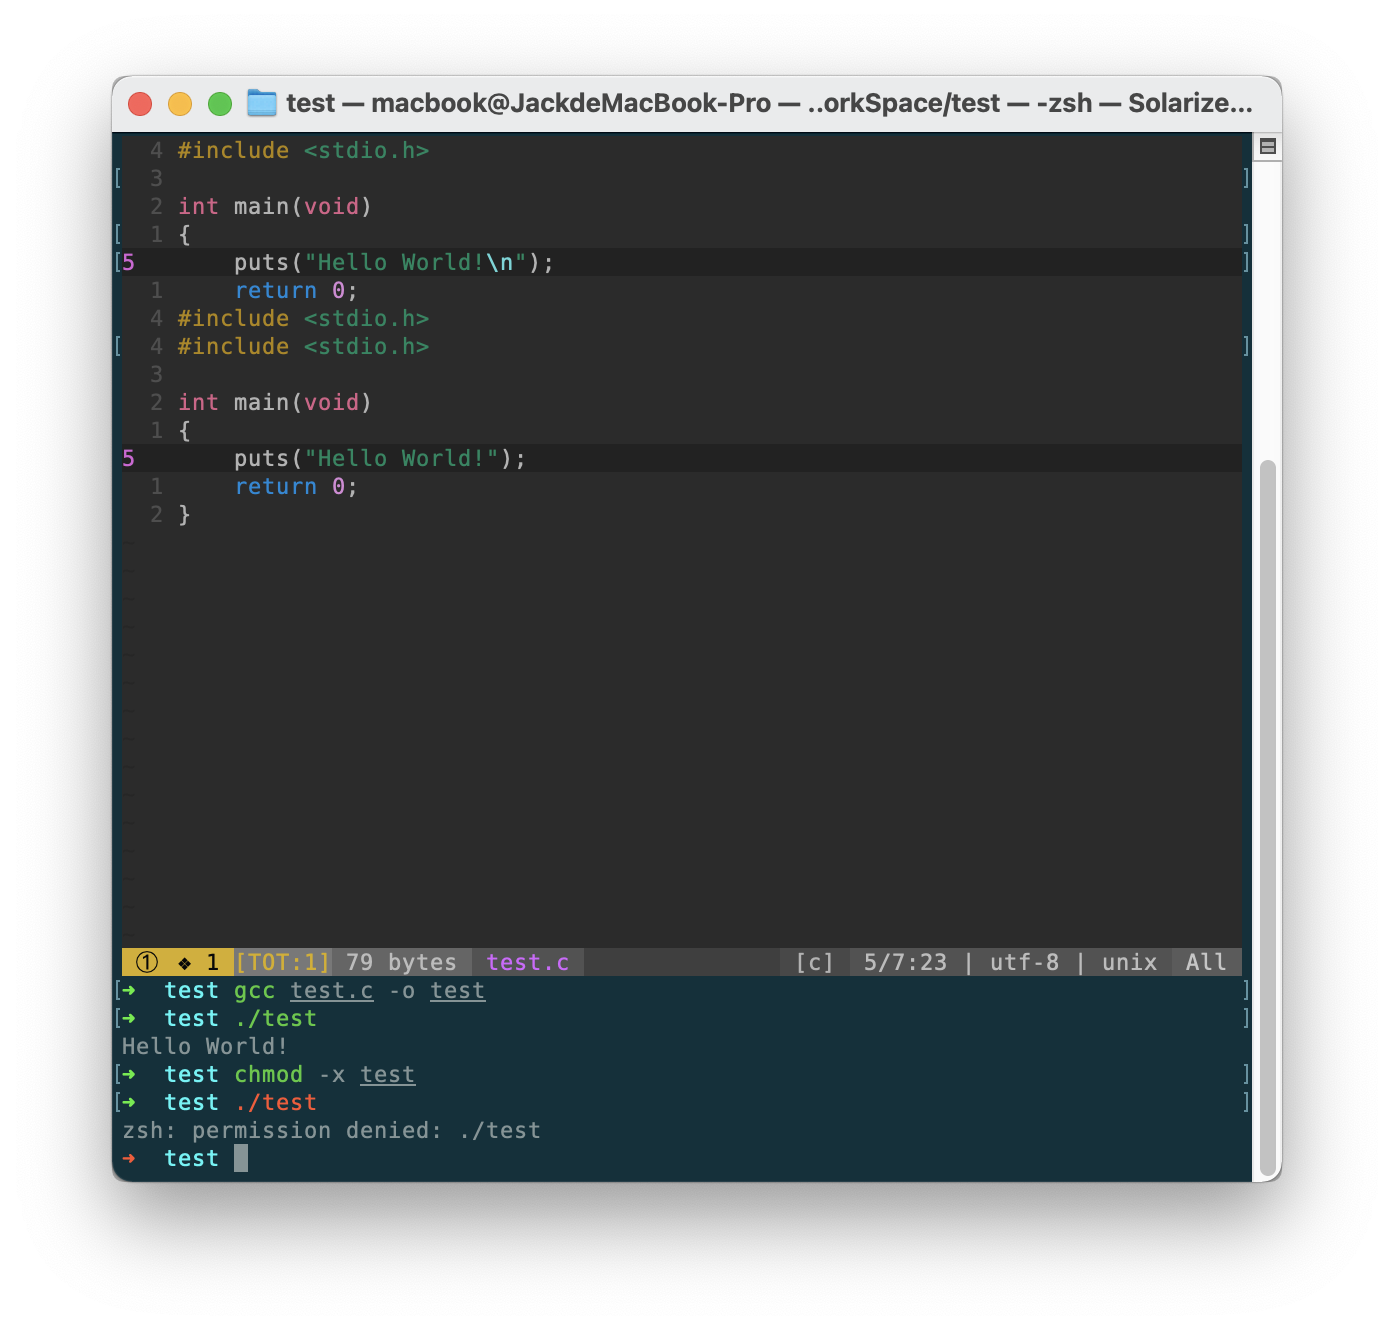 test — macbook@JackdeMacBook-Pro — ..orkSpace/test — -zsh — Solarize...
4 #include <stdio.h>
[ 3 ]
2 int main(void)
[ 1 { ]
[5 puts("Hello World!\n"); ]
1 return 0;
4 #include <stdio.h>
[ 4 #include <stdio.h> ]
3
2 int main(void)
1 {
5 puts("Hello World!");
1 return 0;
2 }
① ❖ 1 [TOT:1] 79 bytes test.c [c] 5/7:23 | utf-8 | unix All
[➜ test gcc test.c -o test ]
[➜ test ./test ]
Hello World!
[➜ test chmod -x test ]
[➜ test ./test ]
zsh: permission denied: ./test
➜ test